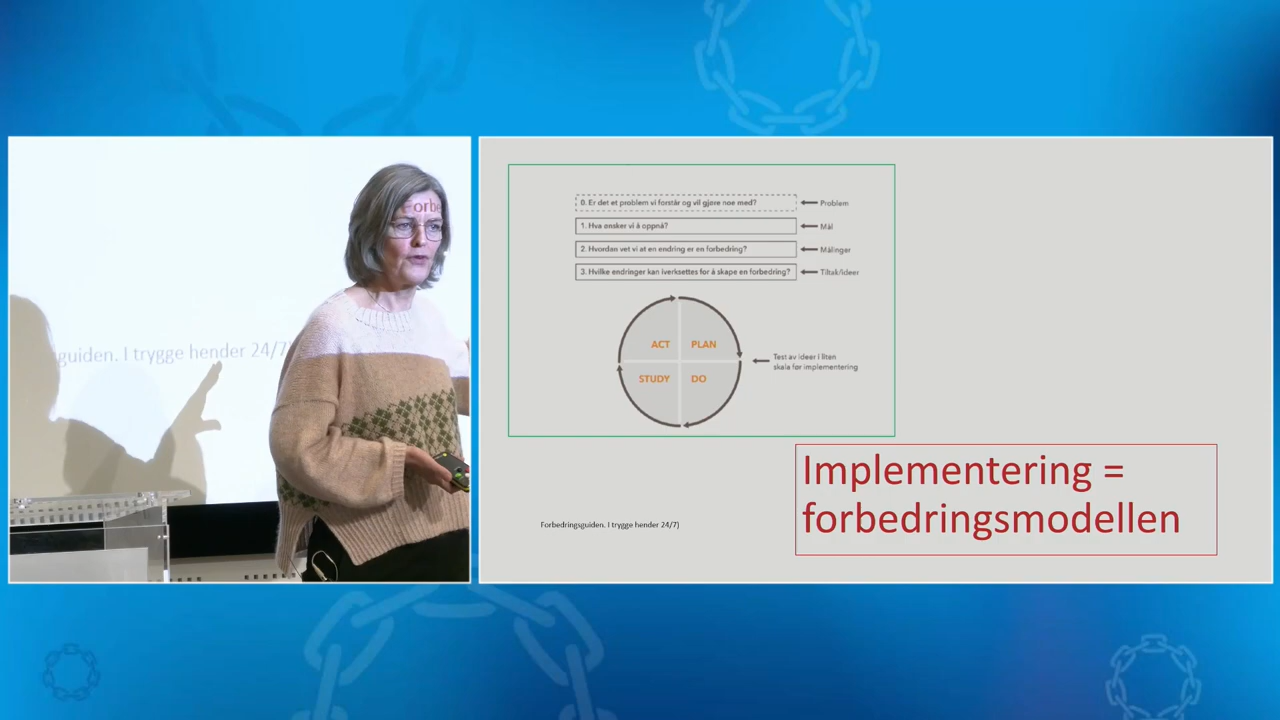 Forbe
guiden. I trygge hender 24/7
0. Er det et problem vi forstår og vil gjøre noe med?
Problem
1. Hva ønsker vi å oppnå?
Mål
2. Hvordan vet vi at en endring er en forbedring?
Målinger
3. Hvilke endringer kan iverksettes for å skape en forbedring?
Tiltak/ideer
ACT
PLAN
STUDY
DO
Test av ideer i liten
skala før implementering
Implementering =
forbedringsmodellen
Forbedringsguiden. I trygge hender 24/7)